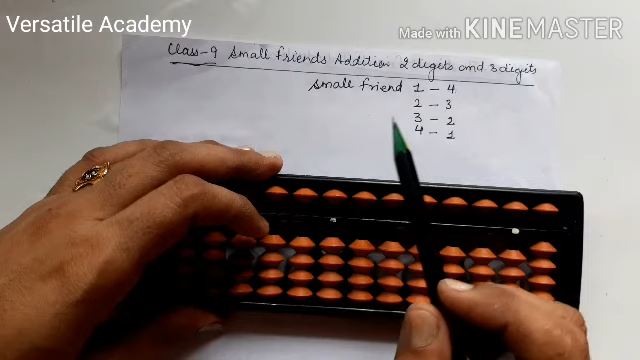 Versatile Academy
Made with KINEMASTER
Class-9 Small friends Addition 2 degets and 3 digits
Small friend 1 - 4
2 - 3
3 - 2
4 - 1